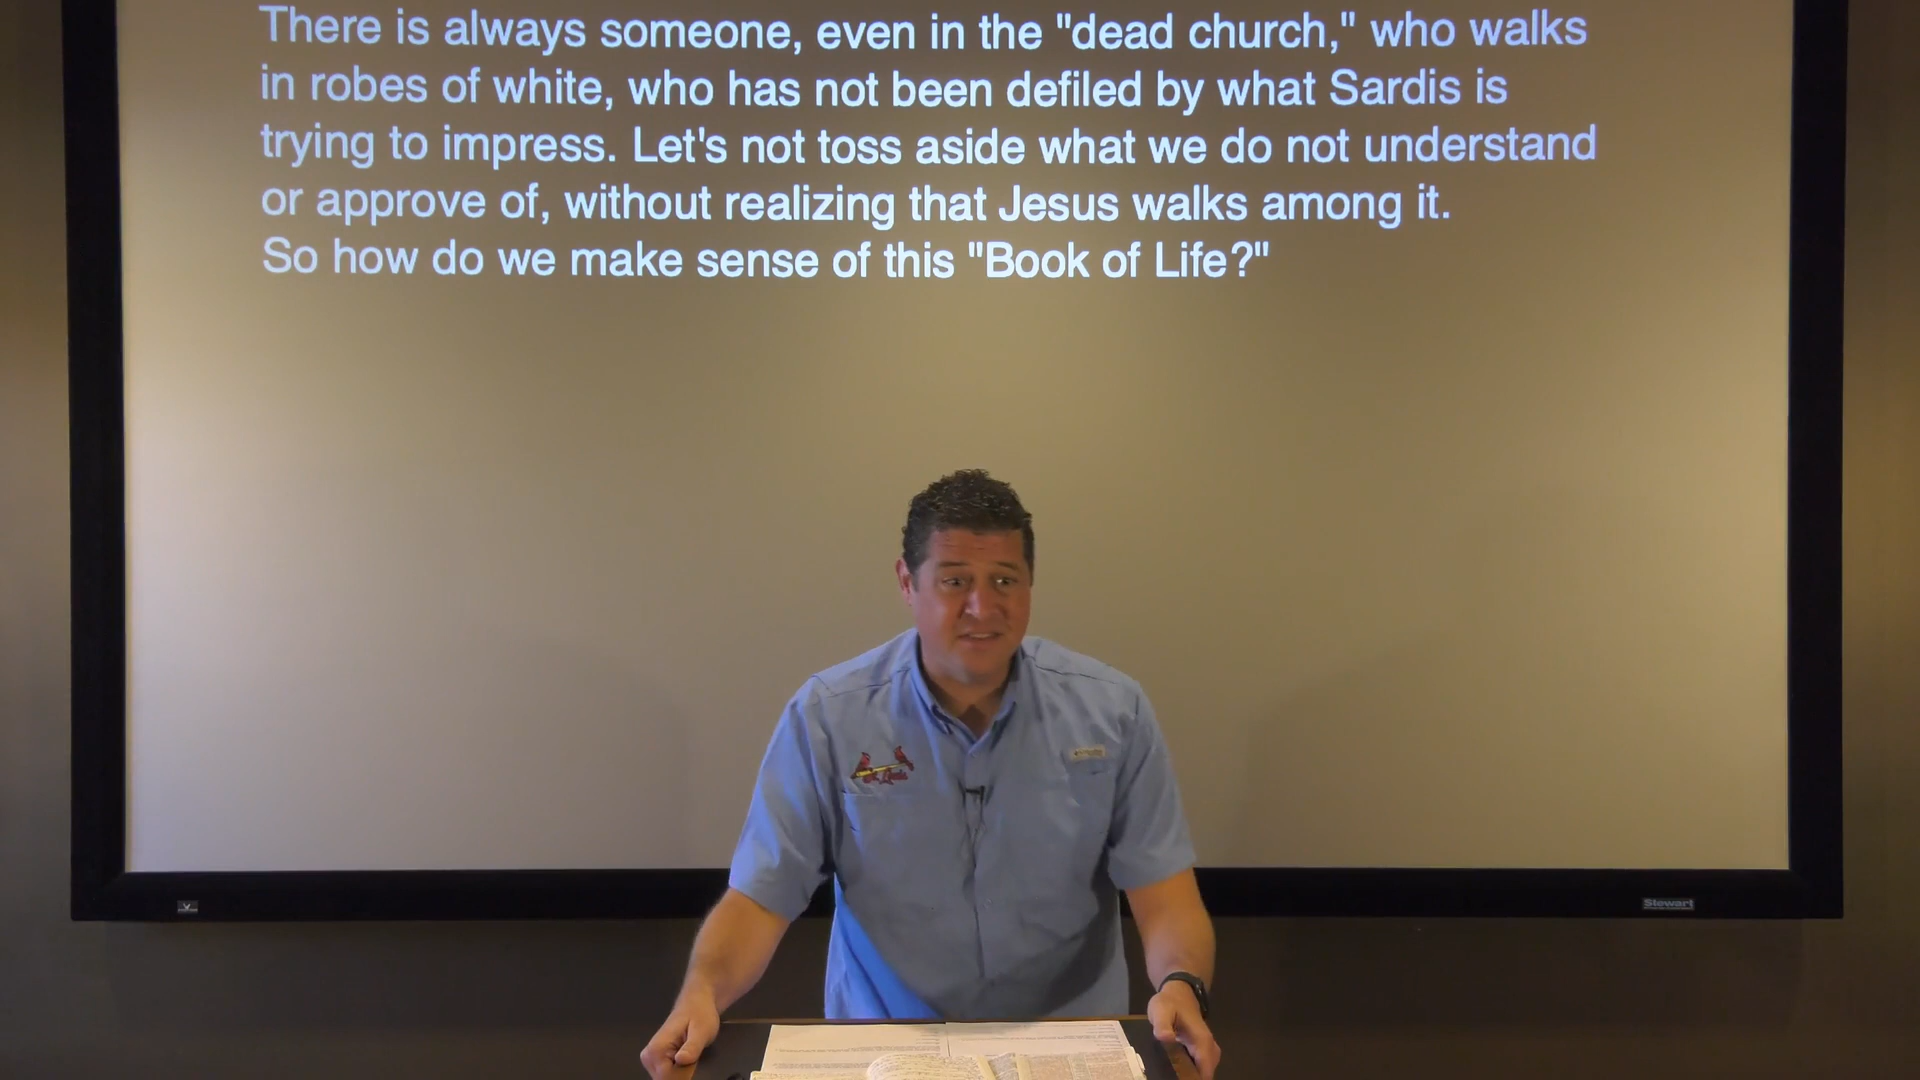 There is always someone, even in the "dead church," who walks
in robes of white, who has not been defiled by what Sardis is
trying to impress. Let's not toss aside what we do not understand
or approve of, without realizing that Jesus walks among it.
So how do we make sense of this "Book of Life?"
St. Louis
Stewart